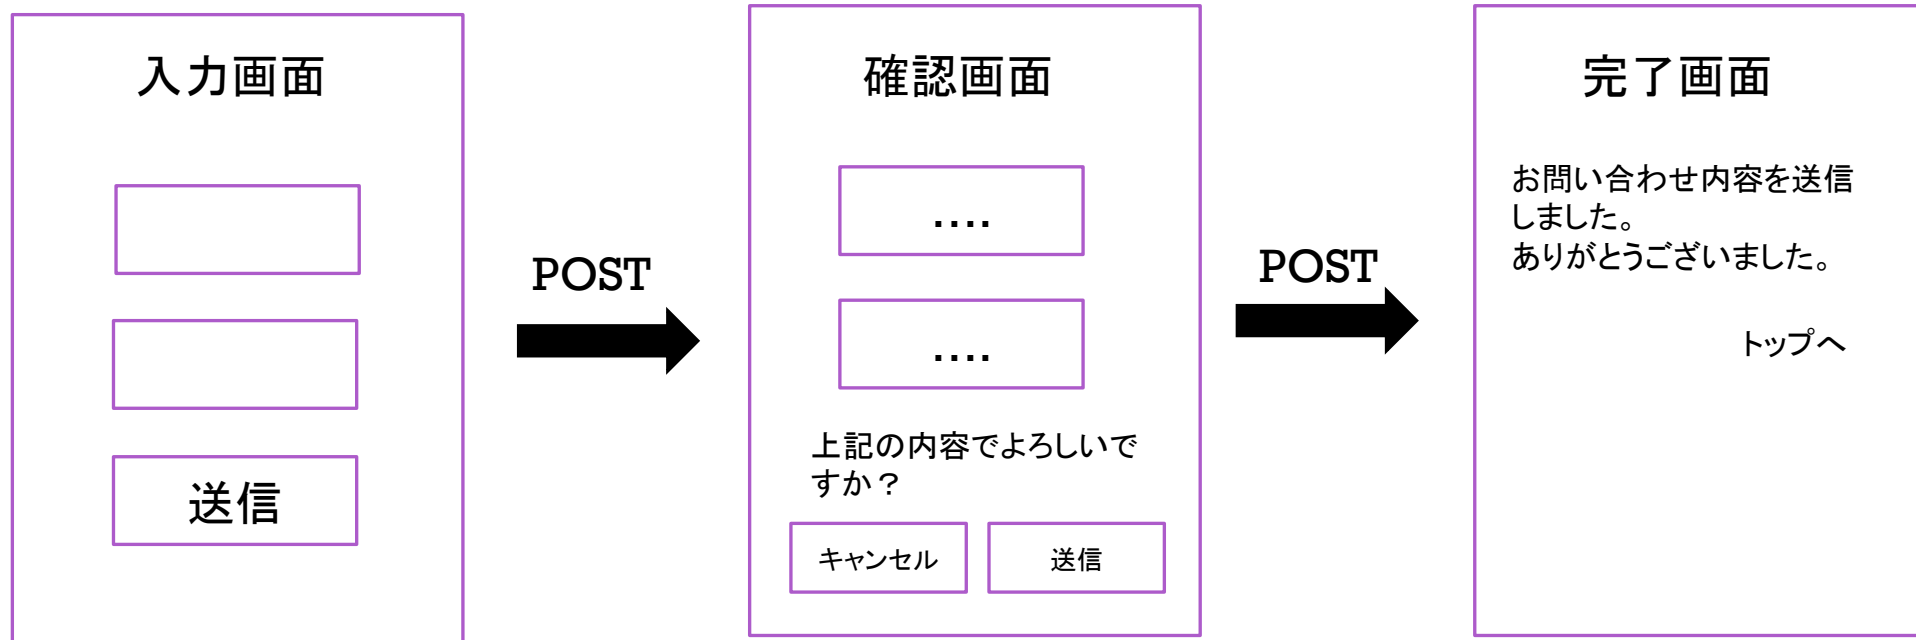 入力画面
送信
POST
確認画面
....
....
上記の内容でよろしいで
すか？
キャンセル
送信
POST
完了画面
お問い合わせ内容を送信
しました。
ありがとうございました。
トップへ